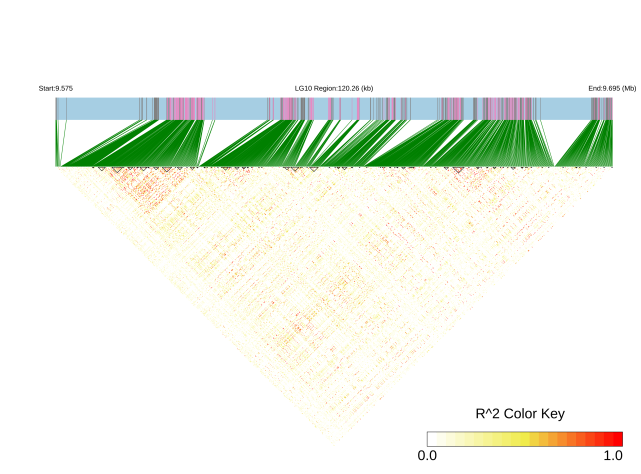 Start:9.575 LG10 Region:120.26 (kb) End:9.695 (Mb)
R^2 Color Key
0.0 1.0